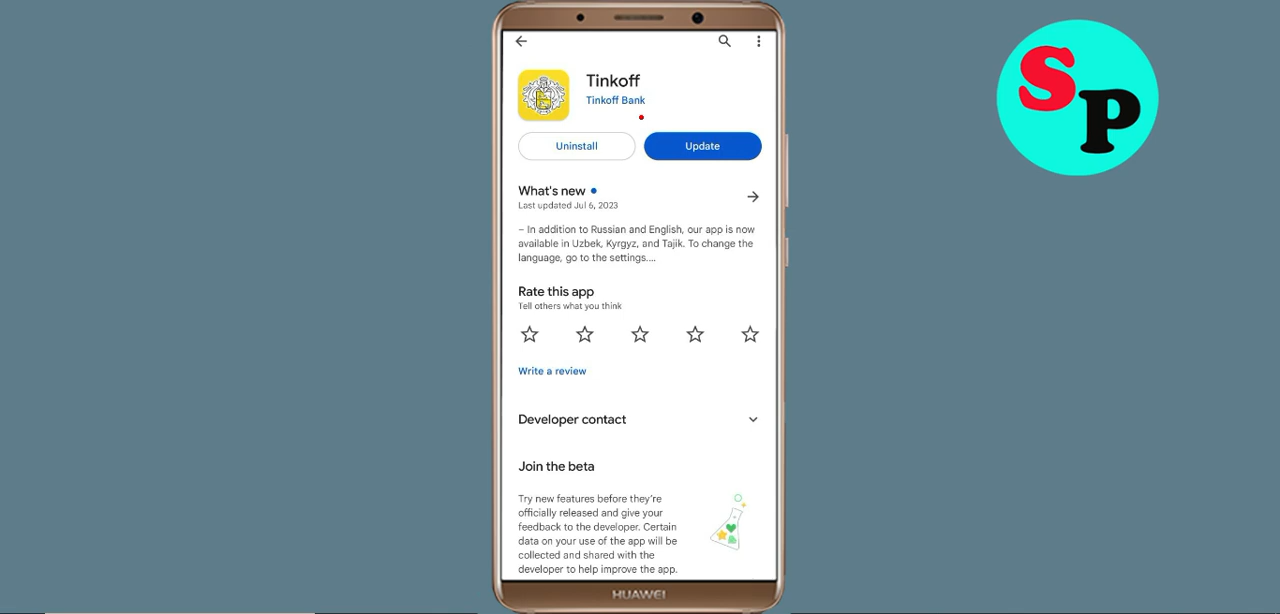 Tinkoff
Tinkoff Bank
Uninstall
Update
What's new
Last updated Jul 6, 2023
– In addition to Russian and English, our app is now
available in Uzbek, Kyrgyz, and Tajik. To change the
language, go to the settings....
Rate this app
Tell others what you think
Write a review
Developer contact
Join the beta
Try new features before they're
officially released and give your
feedback to the developer. Certain
data on your use of the app will be
collected and shared with the
developer to help improve the app.
HUAWEI
SP